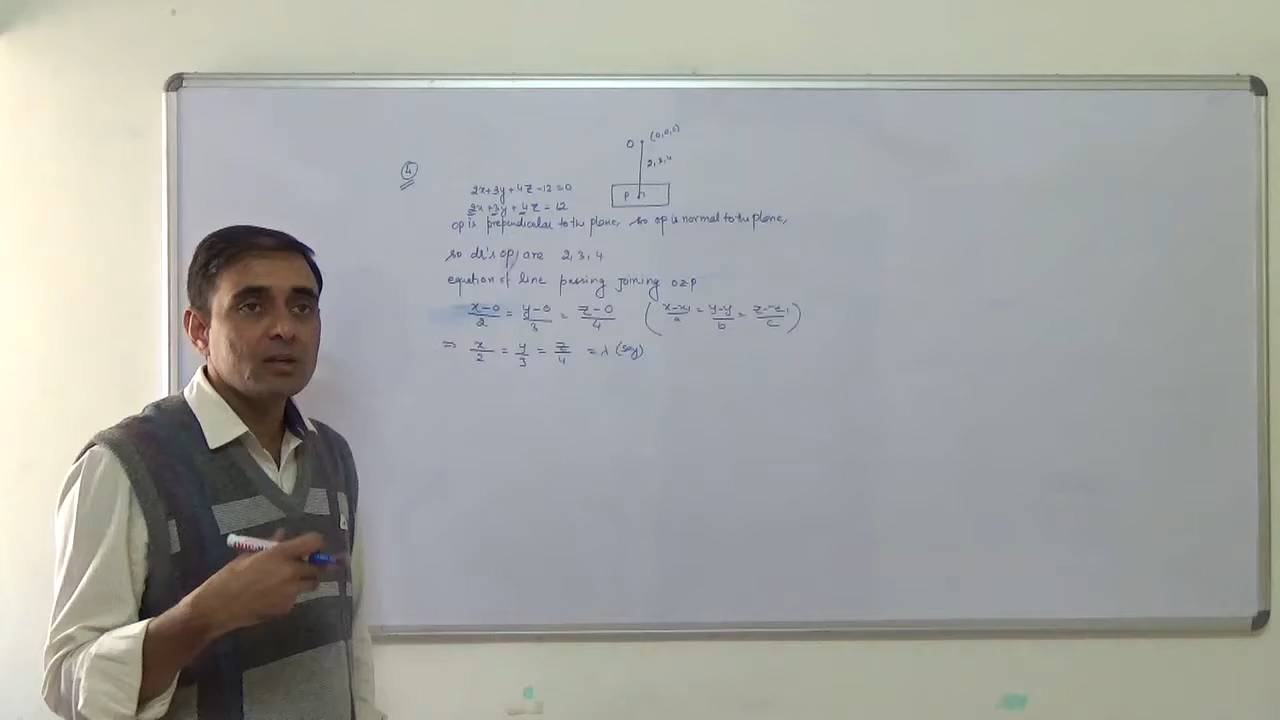 (0,0,0)
O
2,3,4
P
4
2x+3y+4z-12=0
2x+3y+4z=12
op is prependicular to the plane, so op is normal to the plane,
so dr's op, are 2, 3, 4
equation of line passing joining
x-0/2 = y-0/3 = z-0/4 (x-x1/a = y-y/b = z-z1/c)
⇒ x/2 = y/3 = z/4 = λ (say)